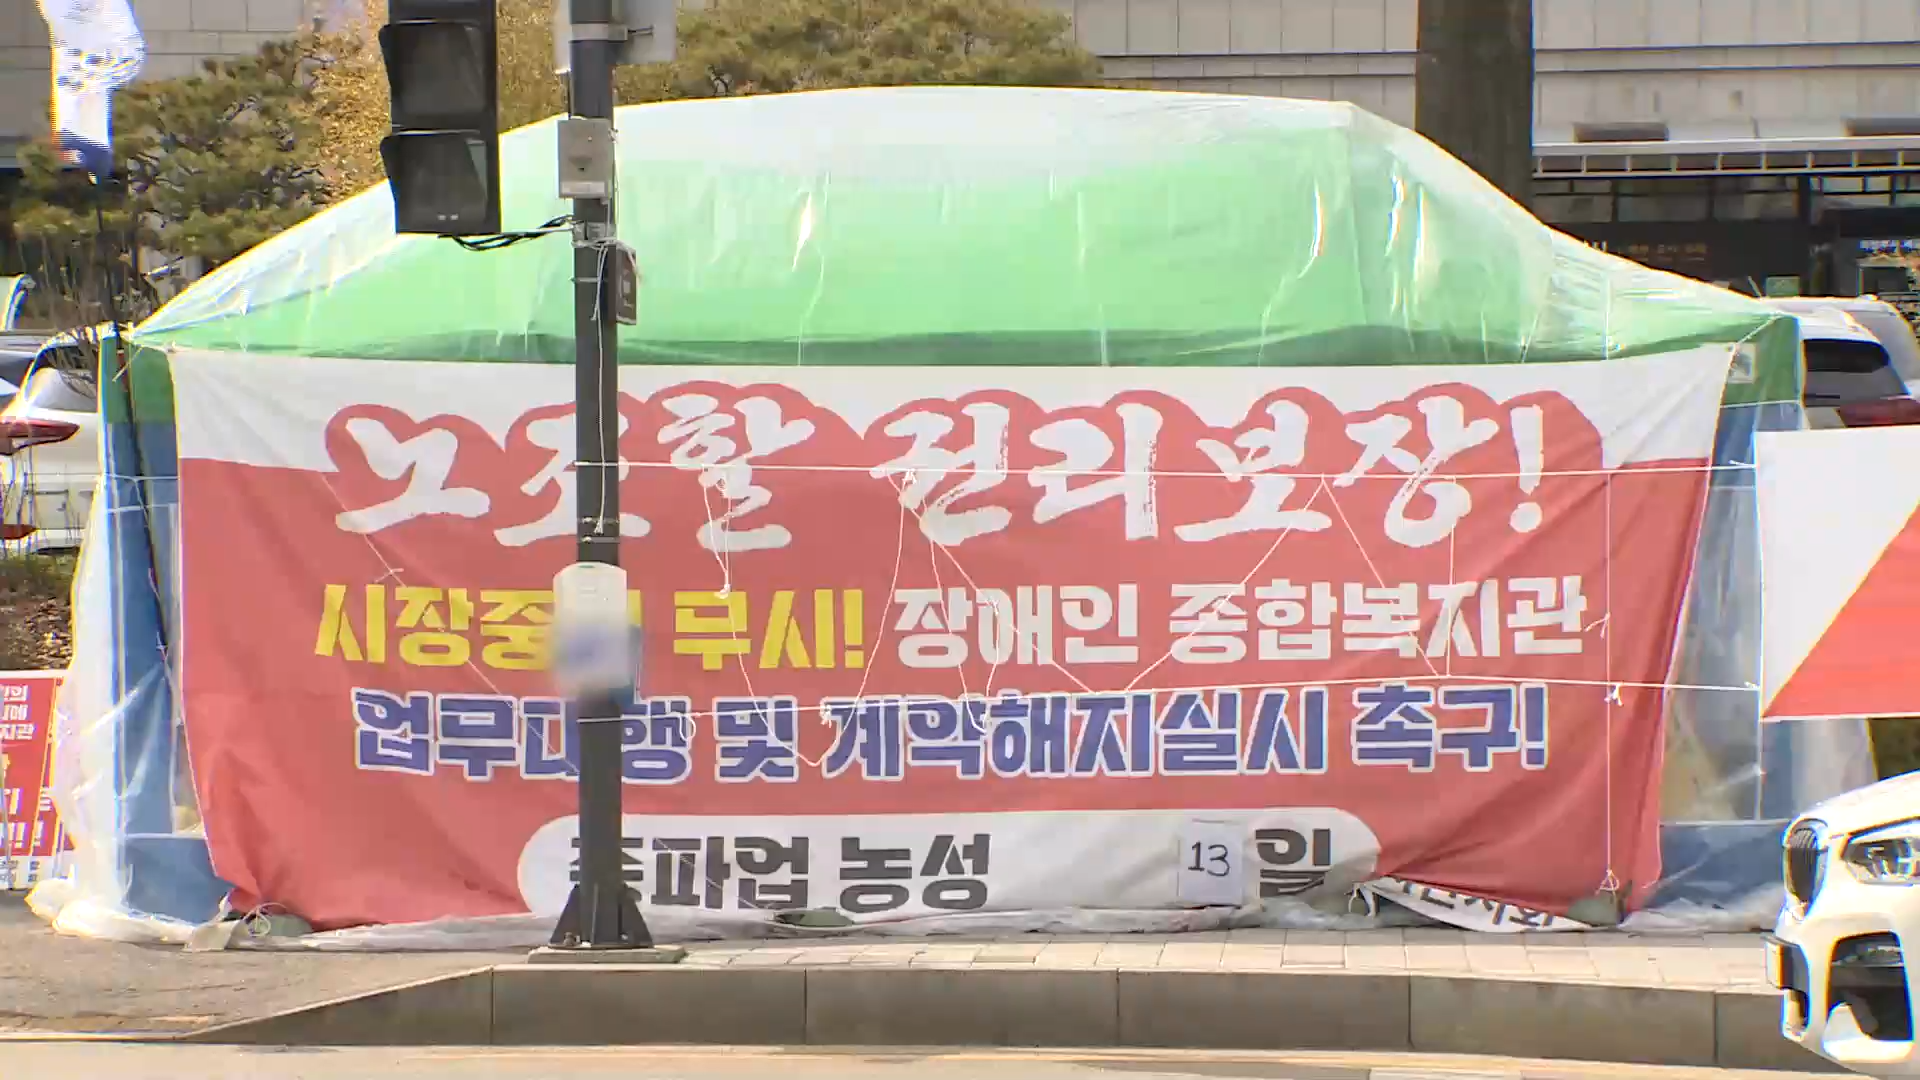 노조할 권리보장!
시장중 무시! 장애인 종합복지관
업무대행 및 계약해지실시 촉구!
총파업 농성 13 일